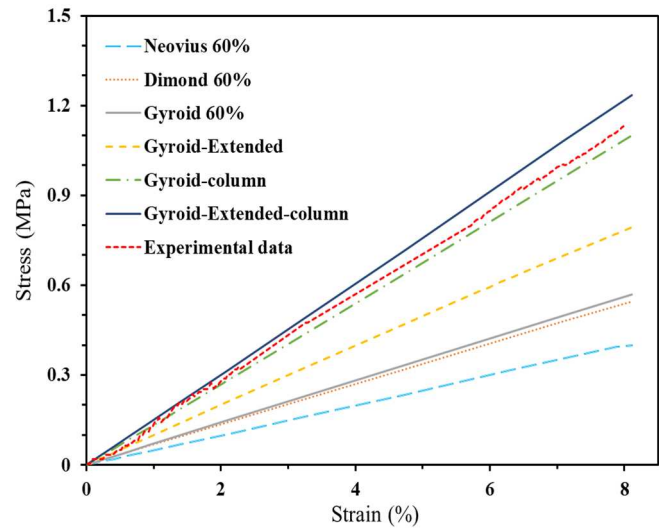 1.5
1.2
0.9
0.6
0.3
0
Stress (MPa)
Neovius 60%
Dimond 60%
Gyroid 60%
Gyroid-Extended
Gyroid-column
Gyroid-Extended-column
Experimental data
0 2 4 6 8
Strain (%)